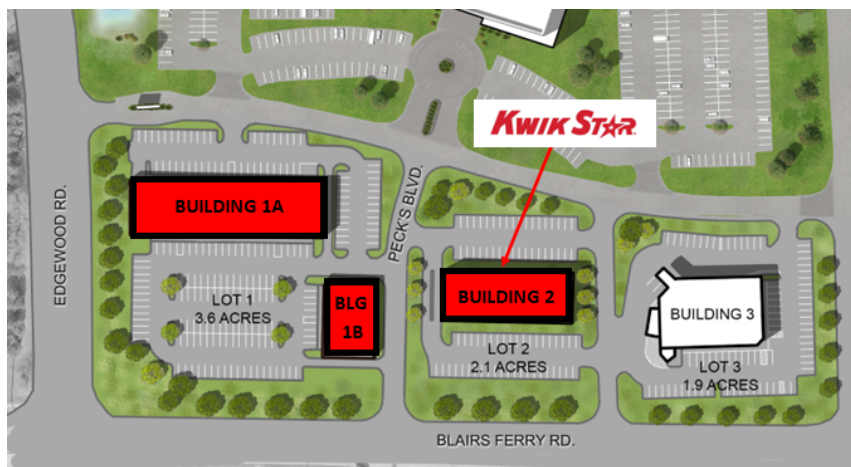 KWIK STAR
EDGEWOOD RD.
PECK'S BLVD.
BUILDING 1A
LOT 1
3.6 ACRES
BLG
1B
BUILDING 2
LOT 2
2.1 ACRES
BUILDING 3
LOT 3
1.9 ACRES
BLAIRS FERRY RD.